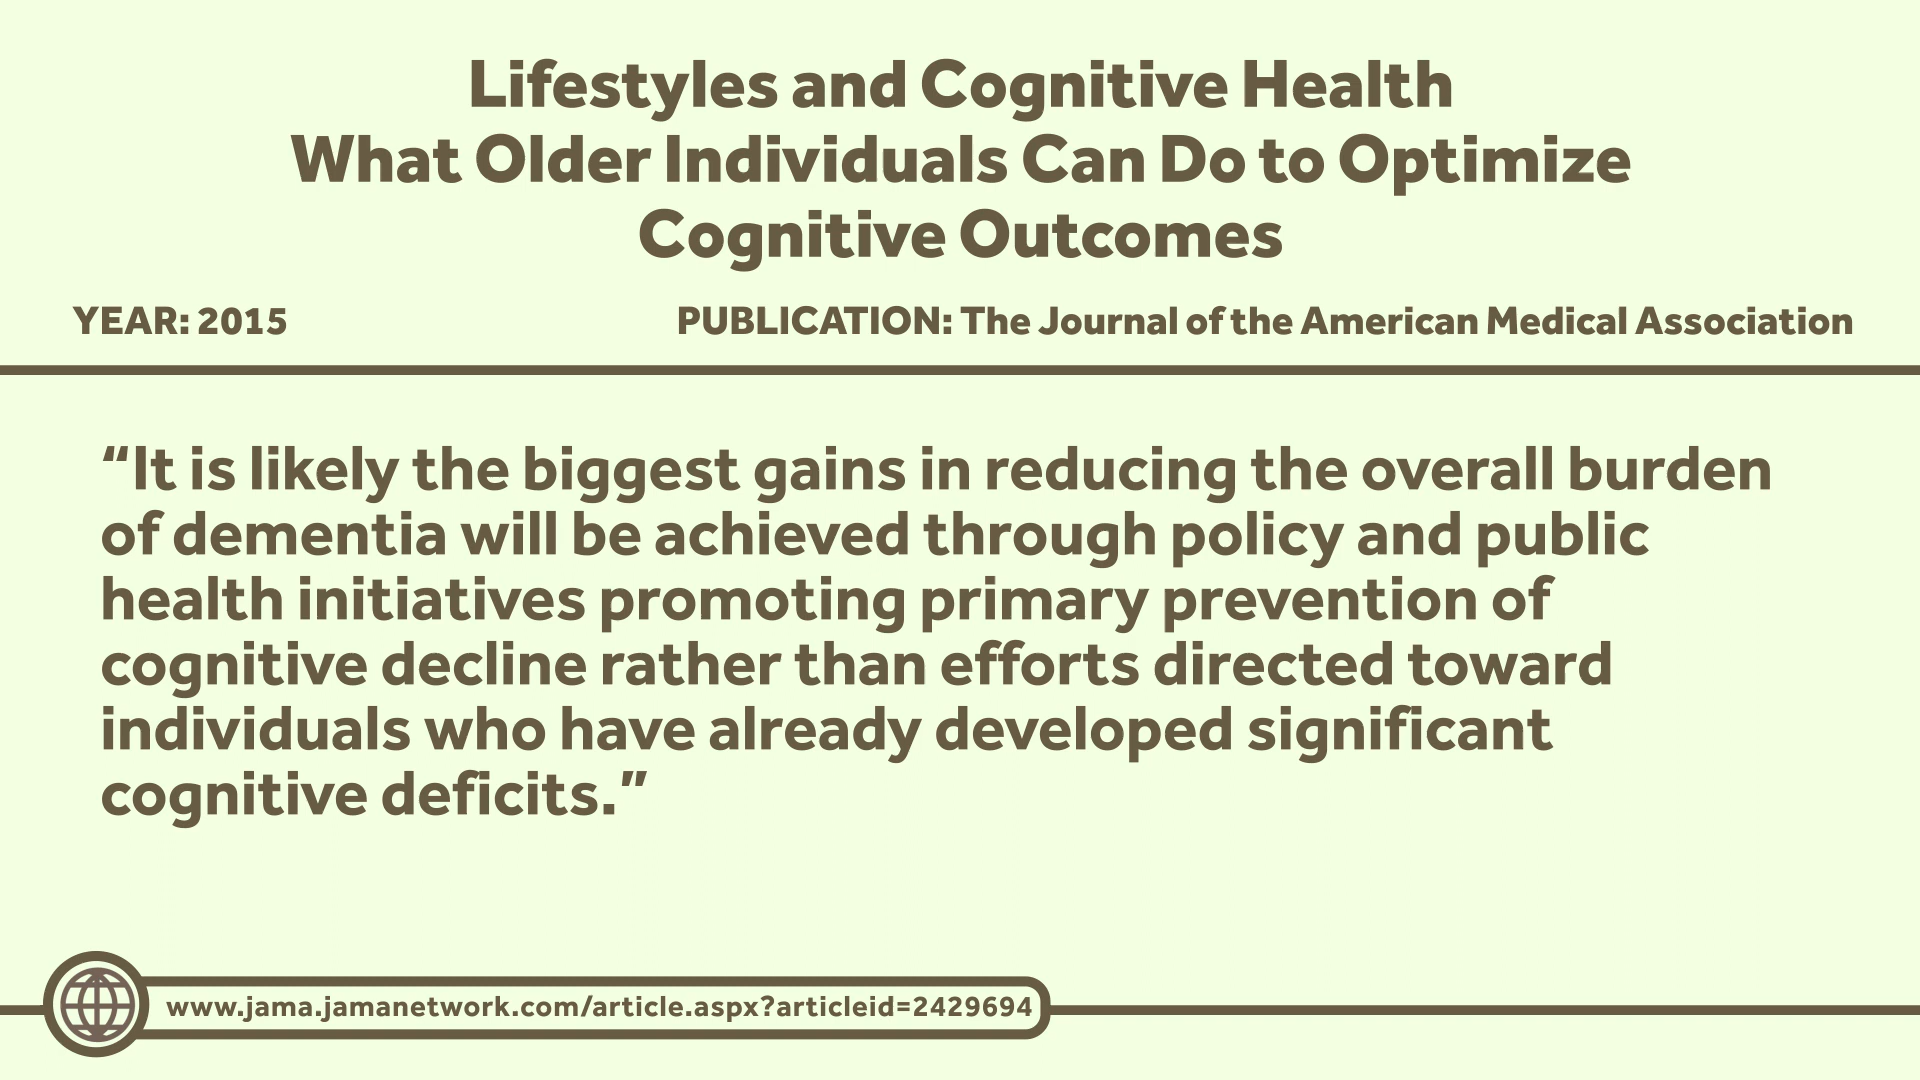 Lifestyles and Cognitive Health
What Older Individuals Can Do to Optimize
Cognitive Outcomes
YEAR: 2015
PUBLICATION: The Journal of the American Medical Association
“It is likely the biggest gains in reducing the overall burden
of dementia will be achieved through policy and public
health initiatives promoting primary prevention of
cognitive decline rather than efforts directed toward
individuals who have already developed significant
cognitive deficits.”
www.jama.jamanetwork.com/article.aspx?articleid=2429694